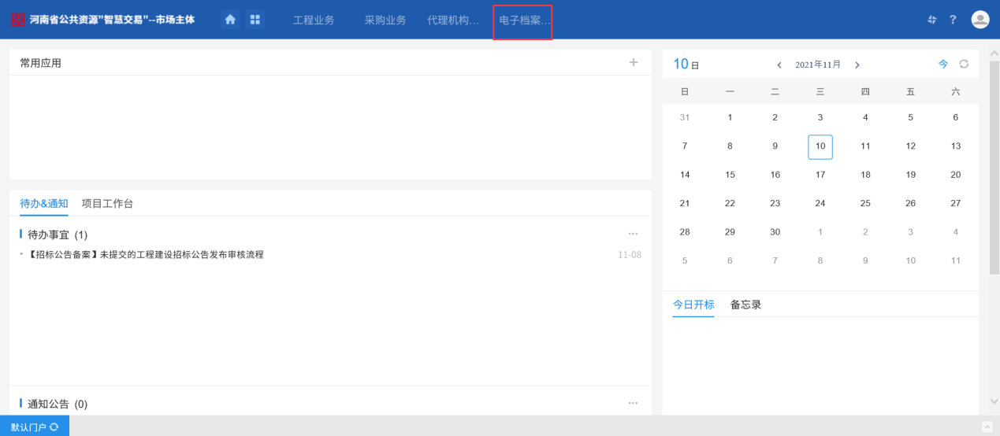 河南省公共资源"智慧交易"--市场主体
工程业务 采购业务 代理机构... 电子档案...
?
常用应用 +
待办&通知 项目工作台
待办事宜 (1) ...
• 【招标公告备案】未提交的工程建设招标公告发布审核流程 11-08
通知公告 (0) ...
10日 < 2021年11月 > 今
日 一 二 三 四 五 六
31 1 2 3 4 5 6
7 8 9 10 11 12 13
14 15 16 17 18 19 20
21 22 23 24 25 26 27
28 29 30 1 2 3 4
5 6 7 8 9 10 11
今日开标 备忘录
默认门户